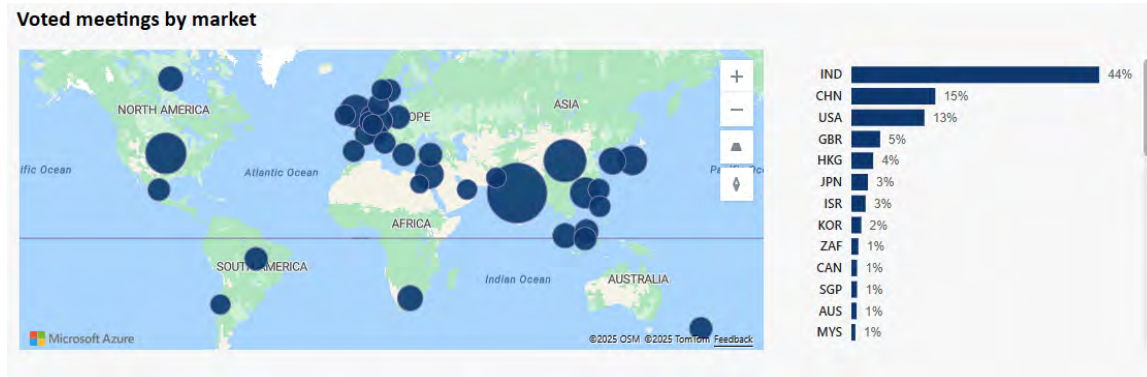 Voted meetings by market
NORTH AMERICA
OPE
ASIA
ific Ocean
Atlantic Ocean
AFRICA
SOUTH AMERICA
Indian Ocean
AUSTRALIA
Microsoft Azure
©2025 OSM ©2025 TomTom Feedback
IND 44%
CHN 15%
USA 13%
GBR 5%
HKG 4%
JPN 3%
ISR 3%
KOR 2%
ZAF 1%
CAN 1%
SGP 1%
AUS 1%
MYS 1%